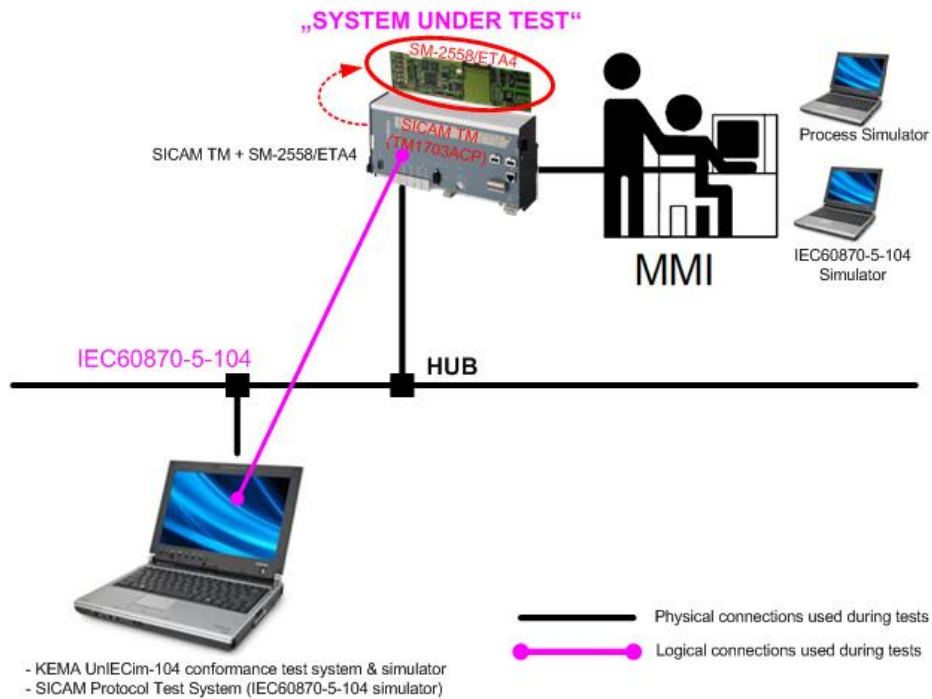 „SYSTEM UNDER TEST“
SM-2558/ETA4
SICAM TM
(TM1703ACP)
SICAM TM + SM-2558/ETA4
Process Simulator
IEC60870-5-104
Simulator
MMI
IEC60870-5-104
HUB
Physical connections used during tests
Logical connections used during tests
- KEMA UnIECim-104 conformance test system & simulator
- SICAM Protocol Test System (IEC60870-5-104 simulator)